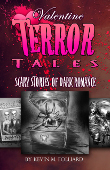 Valentine
TERROR
TALES
SCARY STORIES OF DARK ROMANCE
BY KEVIN M. FOLLIARD